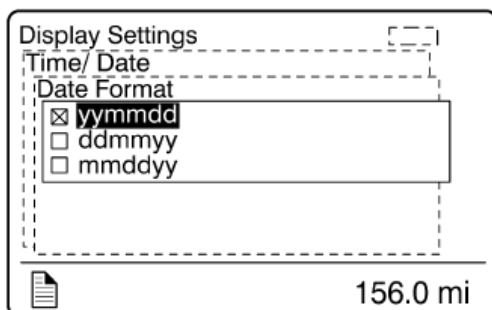 Display Settings
Time/ Date
Date Format
yymmdd
ddmmyy
mmddyy
156.0 mi